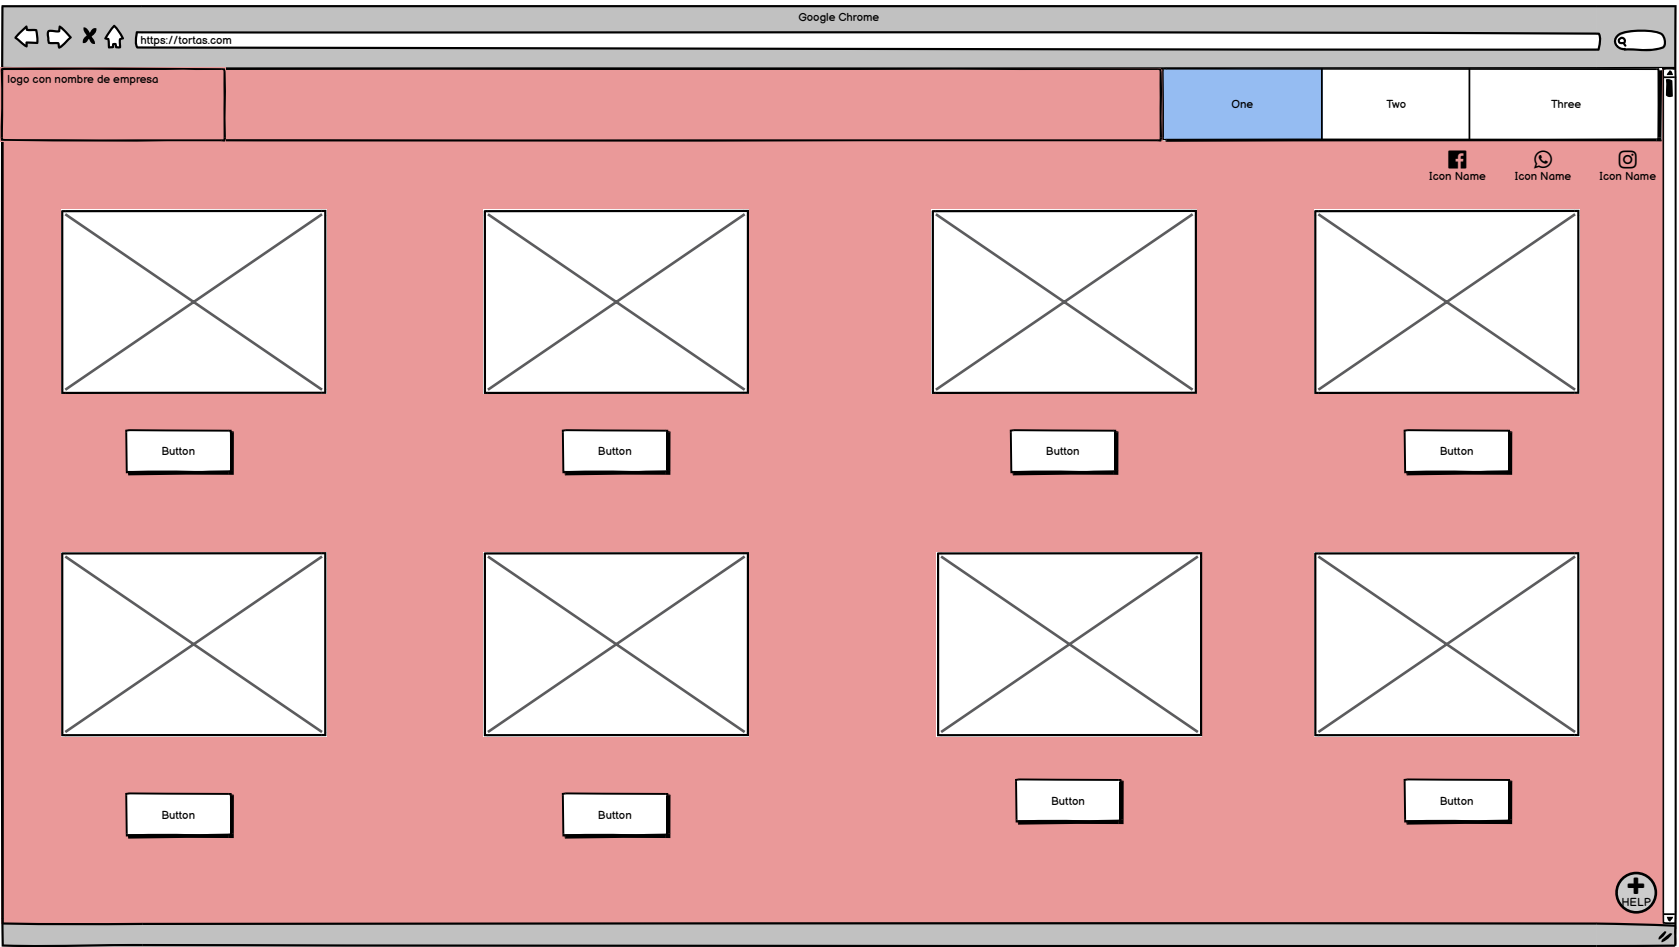 Google Chrome
https://tortas.com
logo con nombre de empresa
One
Two
Three
Icon Name
Icon Name
Icon Name
Button
Button
Button
Button
Button
Button
Button
Button
HELP